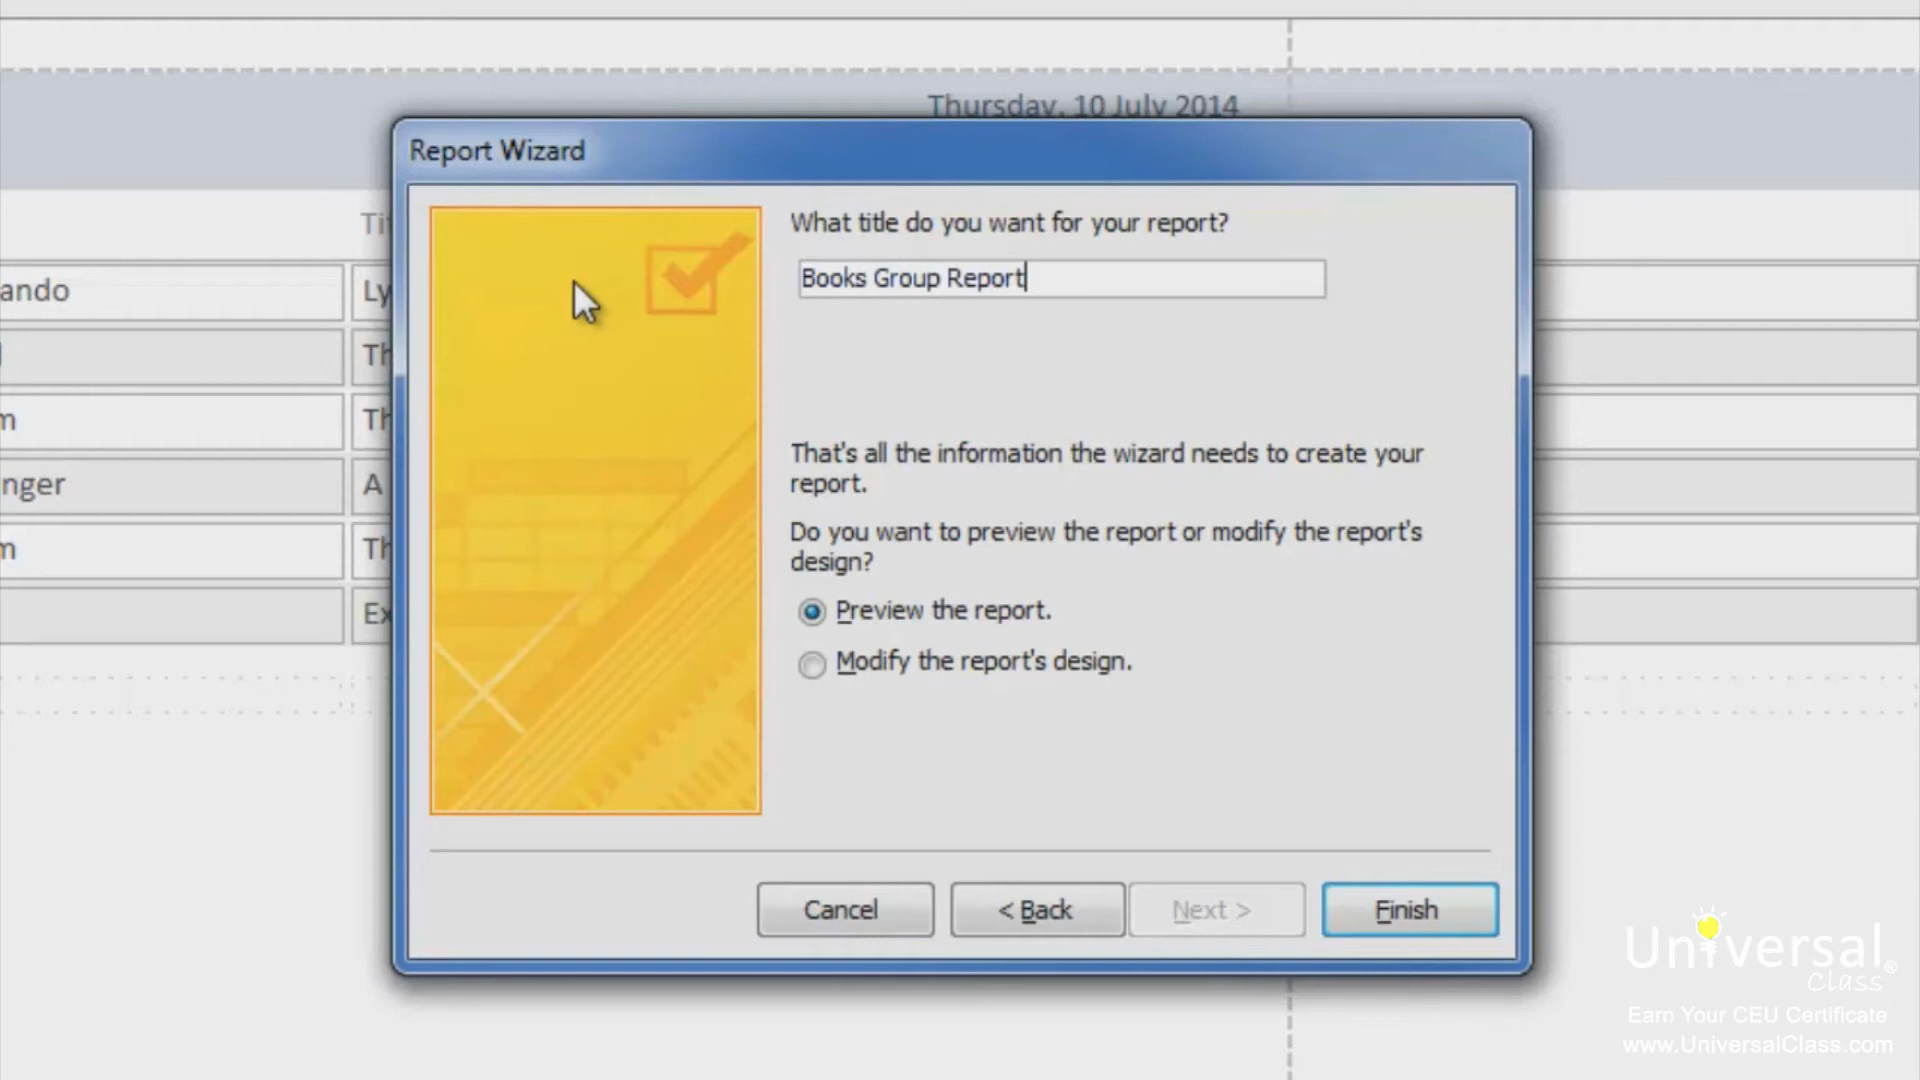 Thursday, 10 July 2014
Report Wizard
What title do you want for your report?
Books Group Report
That's all the information the wizard needs to create your
report.
Do you want to preview the report or modify the report's
design?
Preview the report.
Modify the report's design.
Cancel
< Back
Next >
Finish
Tit
ando
Ly
Th
m
Th
nger
A
m
Th
Ex
Universal
Class®
Earn Your CEU Certificate
www.UniversalClass.com